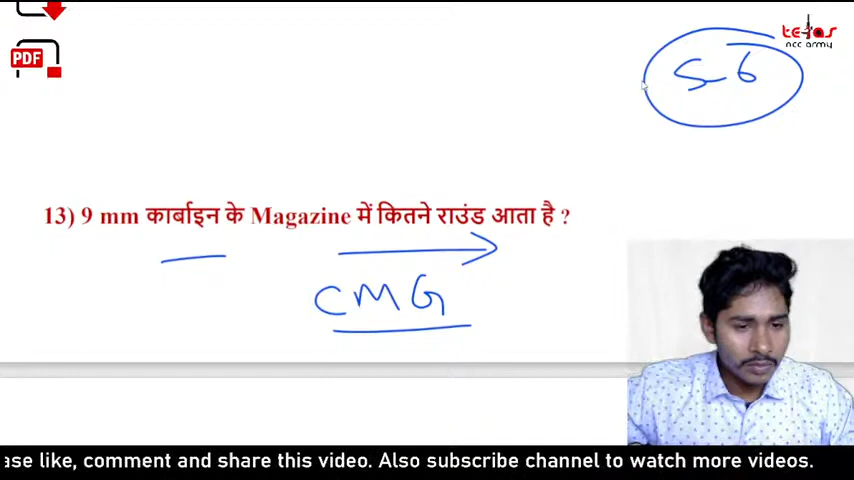 PDF
tejas
ncc army
5-6
13) 9 mm कार्बाइन के Magazine में कितने राउंड आता है ?
CMG
ase like, comment and share this video. Also subscribe channel to watch more videos.